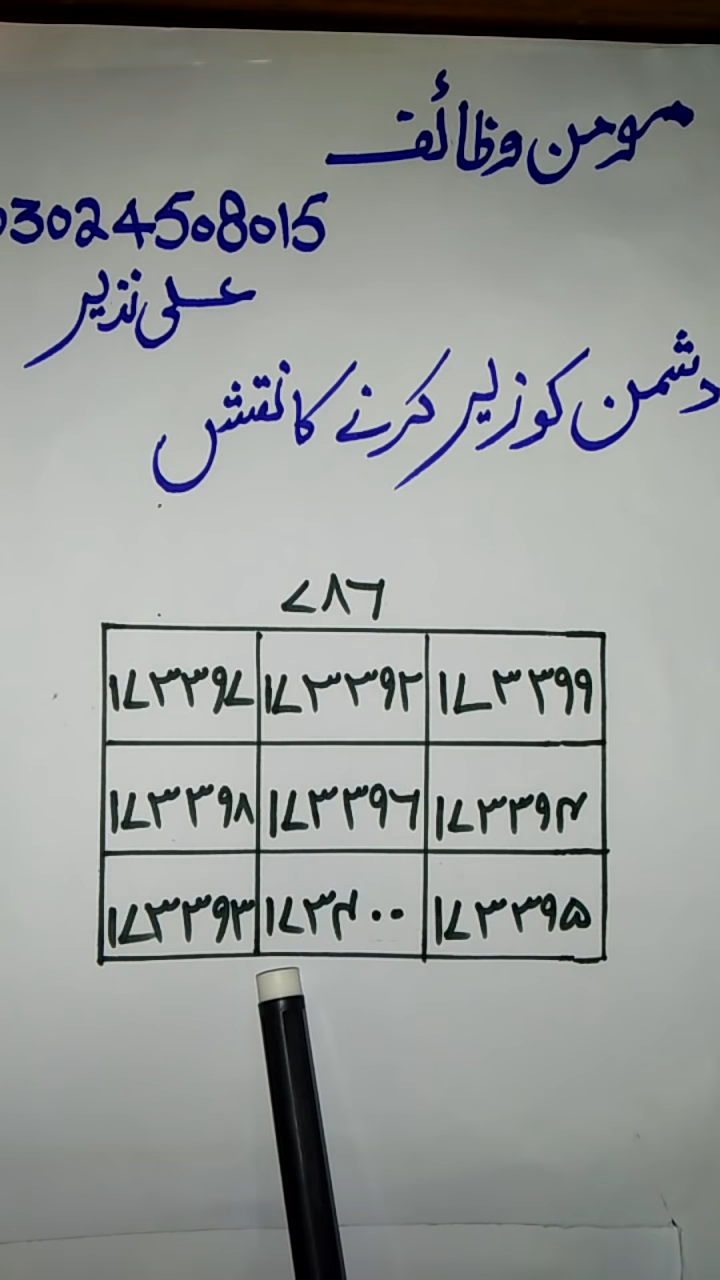 مومن وظائف
03024508015
علی نذیر
دشمن کو زلیر کرنے کا نقش
۷۸۶
۱۷۳۳۹۷ ۱۷۳۳۹۲ ۱۷۳۳۹۹
۱۷۳۳۹۸ ۱۷۳۳۹۶ ۱۷۳۳۹۴
۱۷۳۳۹۳ ۱۷۳۴۰۰ ۱۷۳۳۹۵